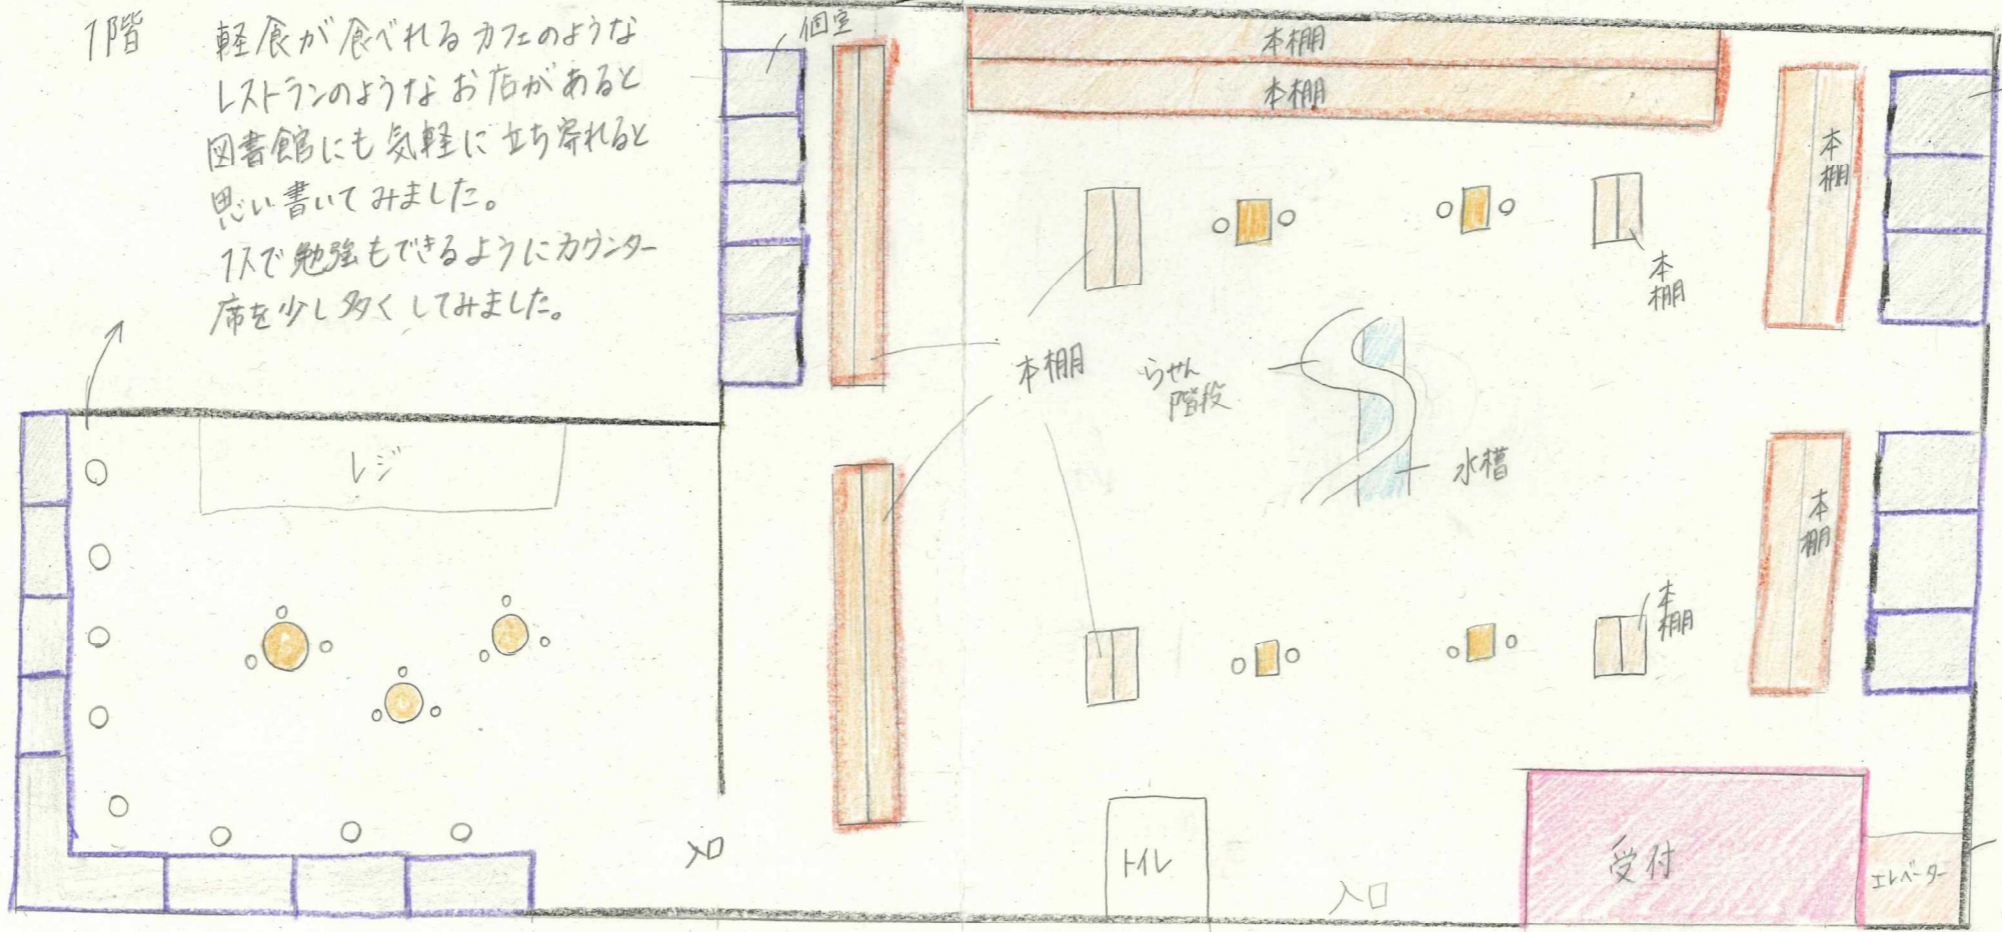 1階
軽食が食べれるカフェのような
レストランのようなお店があると
図書館にも気軽に立ち寄れると
思い書いてみました。
1人で勉強もできるようにカウンター
席を少し多くしてみました。
個室
本棚
本棚
本棚
本棚
本棚
らせん
階段
水槽
レジ
本棚
本棚
入口
トイレ
入口
受付
エレベーター